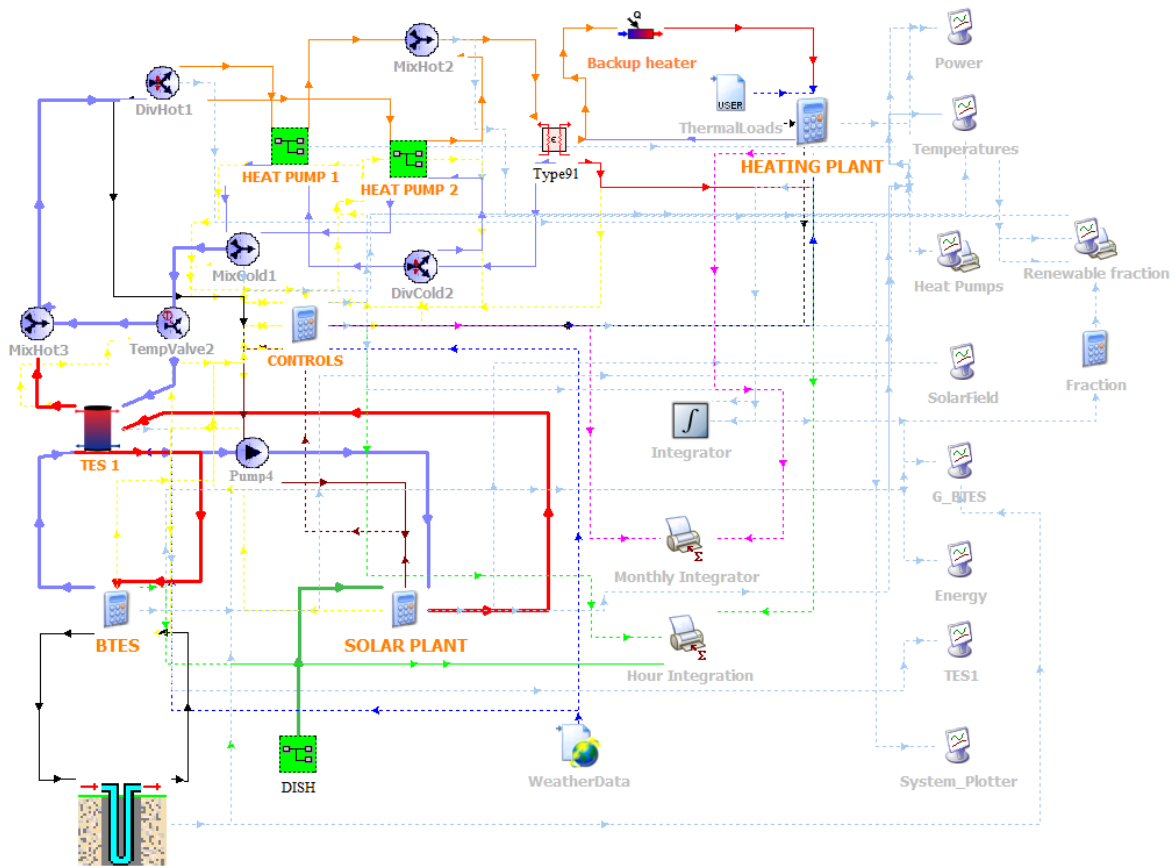 Q
MixHot2
Backup heater
Power
DivHot1
USER
ThermalLoads
Temperatures
HEAT PUMP 1
HEAT PUMP 2
Type91
HEATING PLANT
MixCold1
DivCold2
Heat Pumps
Renewable fraction
MixHot3
TempValve2
CONTROLS
SolarField
Fraction
∫
Integrator
TES 1
Pump4
G_BTES
Σ
Monthly Integrator
Energy
BTES
SOLAR PLANT
Σ
Hour Integration
TES1
DISH
WeatherData
System_Plotter